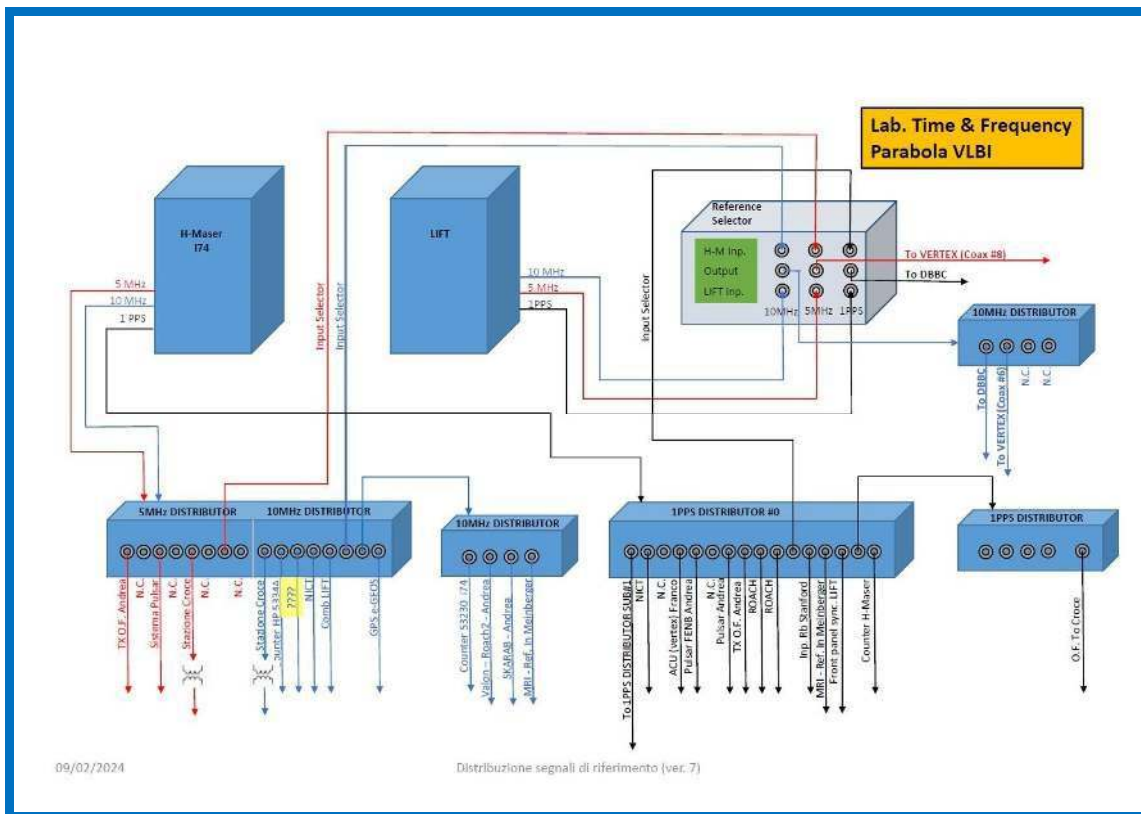 Lab. Time & Frequency
Parabola VLBI
H-Maser
I74
LIFT
Reference
Selector
H-M Inp.
Output
LIFT Inp.
10MHz
5MHz
1PPS
To VERTEX (Coax #8)
To DBBC
5 MHz
10 MHz
1 PPS
10 MHz
5 MHz
1PPS
Input Selector
Input Selector
Input Selector
10MHz DISTRIBUTOR
To DBBC
To VERTEX (Coax #6)
N.C.
N.C.
5MHz DISTRIBUTOR
10MHz DISTRIBUTOR
TX O.F. Andrea
N.C.
Sistema Pulsar
N.C.
Stazione Croce
N.C.
N.C.
Stazione Croce
Counter HP 5334A
????
NICT
Comb LIFT
GPS e-GEOS
10MHz DISTRIBUTOR
Counter 53230 I74
Valon – Roach2 - Andrea
SKARAB - Andrea
MRI - Ref. In Meinberger
1PPS DISTRIBUTOR #0
To 1PPS DISTRIBUTOR SUB#1
NICT
N.C.
ACU (vertex) Franco
Pulsar FENB Andrea
N.C.
Pulsar Andrea
TX O.F. Andrea
ROACH
ROACH
Inp. Rb Stanford
MRI - Ref. In Meinberger
Front panel sync. LIFT
Counter H-Maser
1PPS DISTRIBUTOR
O.F. To Croce
09/02/2024
Distribuzione segnali di riferimento (ver. 7)